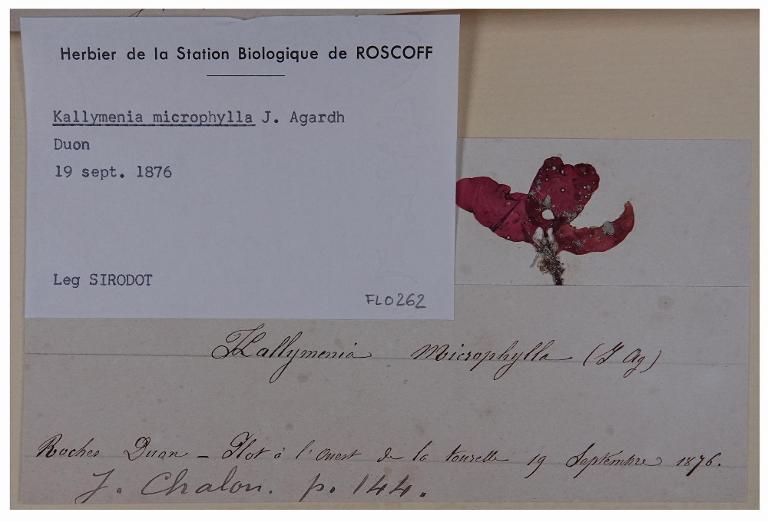 Herbier de la Station Biologique de ROSCOFF
Kallymenia microphylla J. Agardh
Duon
19 sept. 1876
Leg SIRODOT
FLO262
Kallymenia microphylla (J Ag)
Roches Duon – Ilot à l'ouest de la tourelle 19 Septembre 1876.
J. Chalon. p. 144.